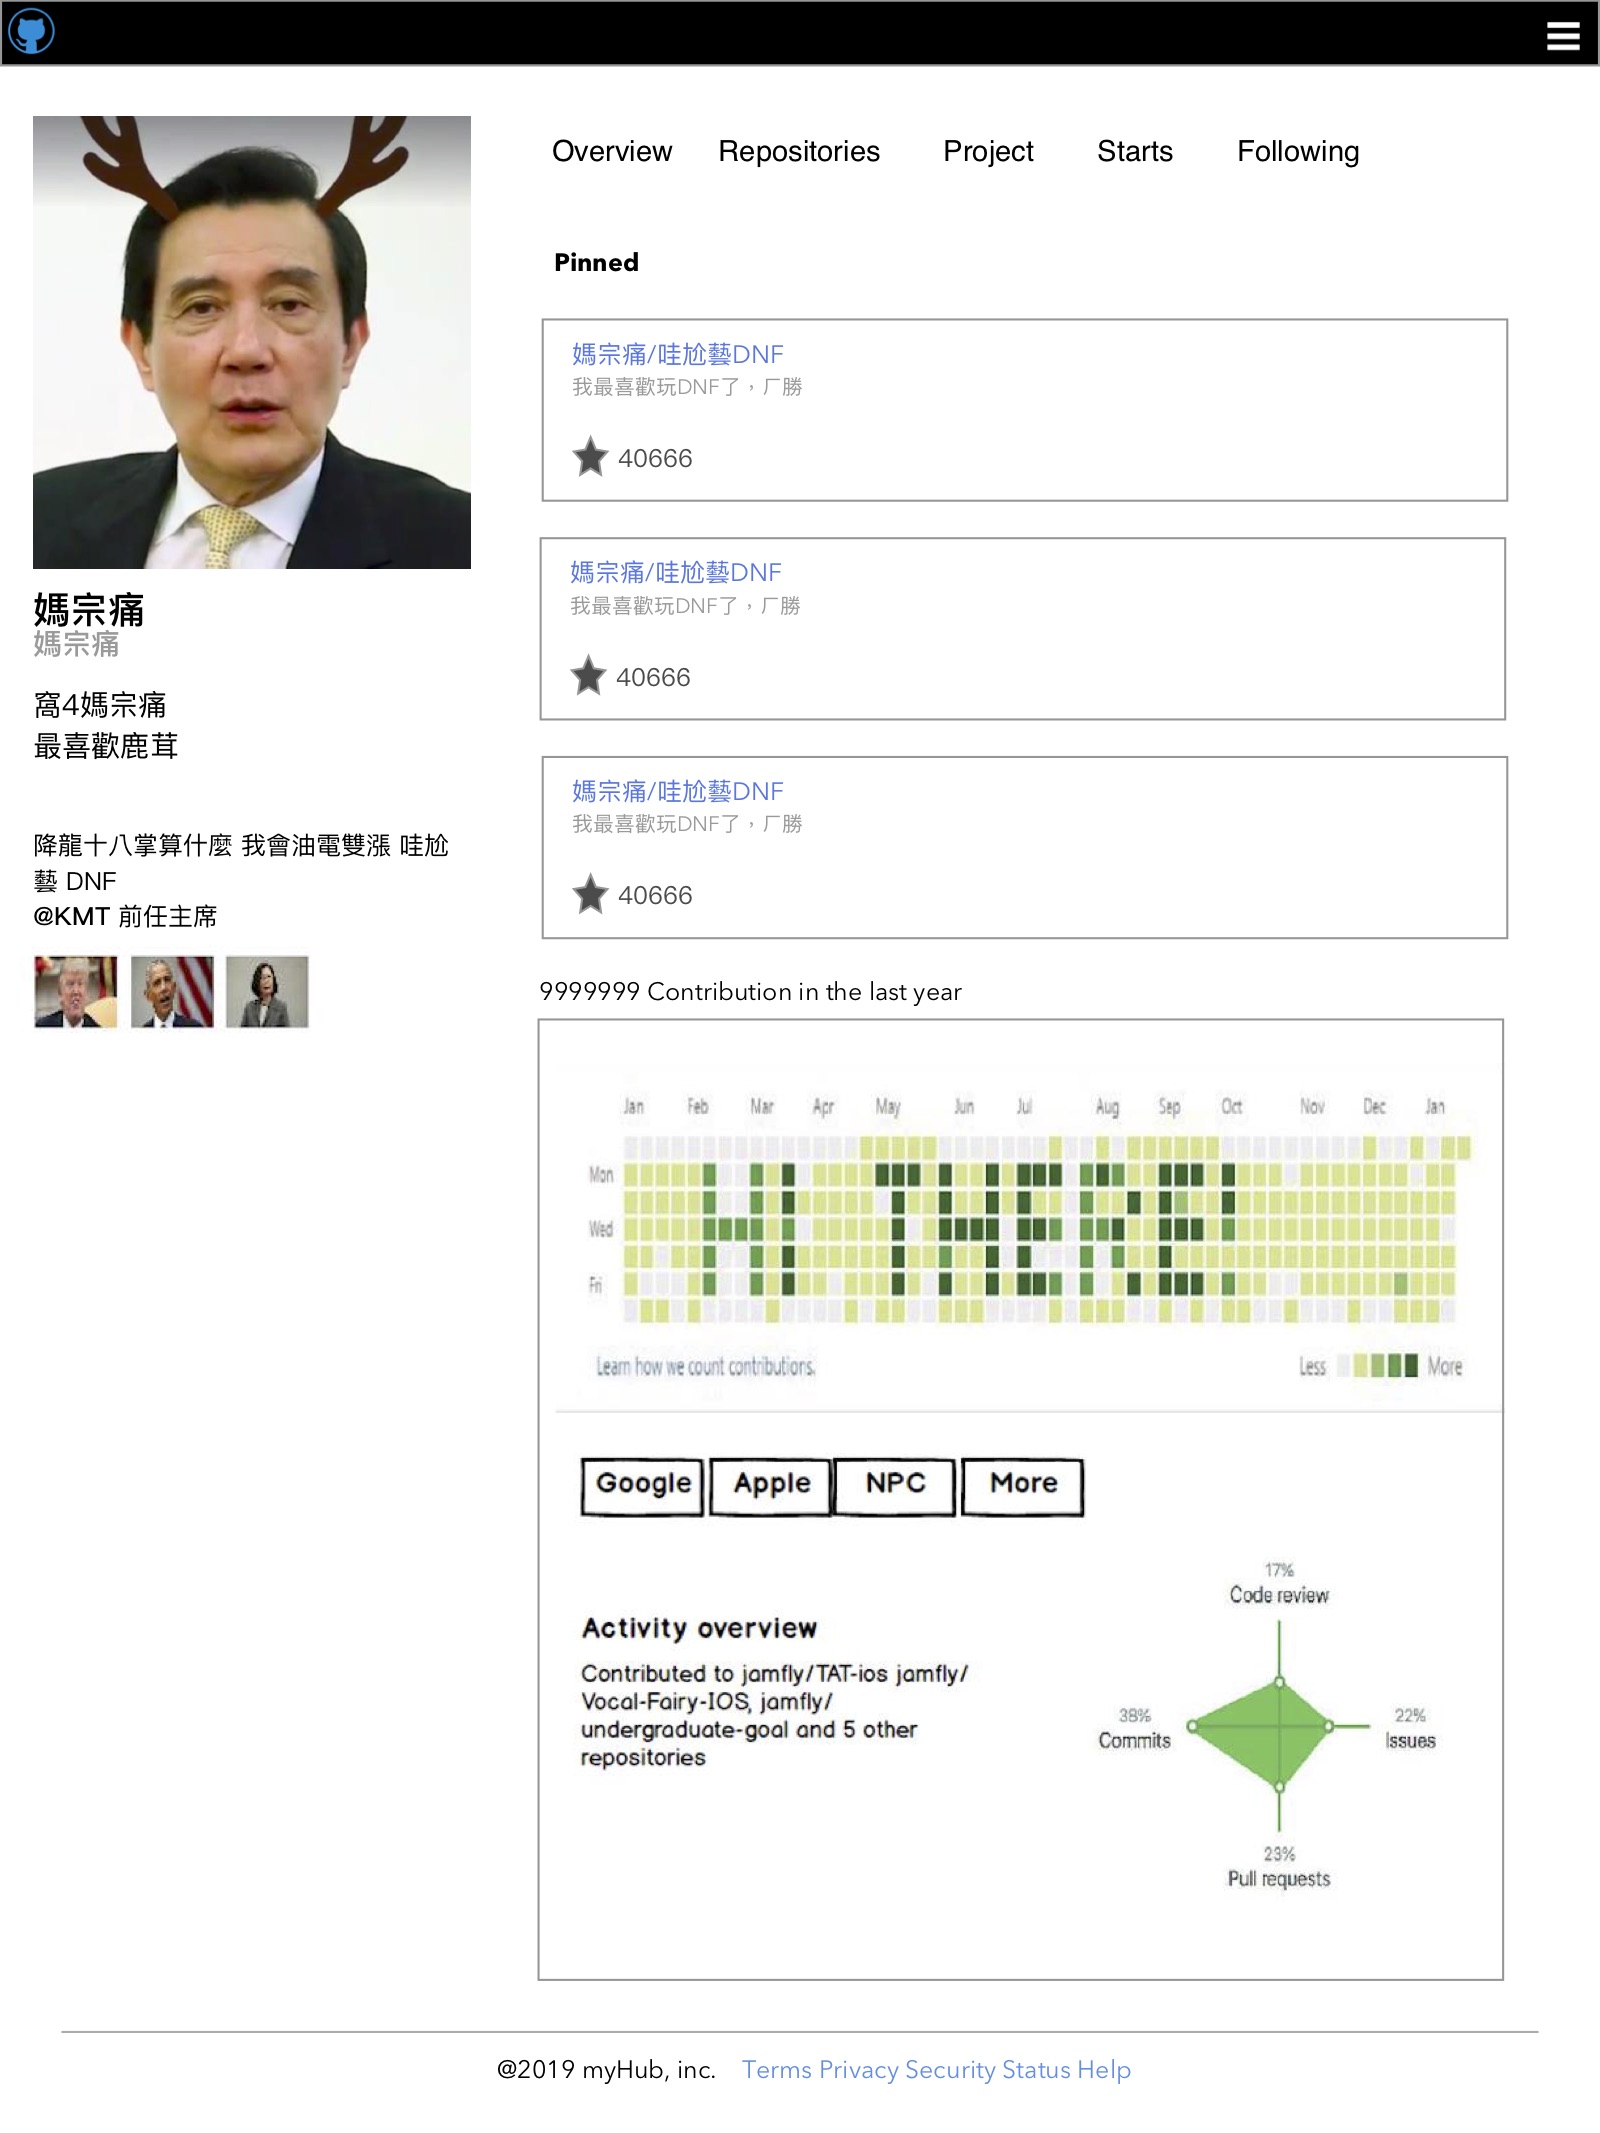 Overview Repositories Project Starts Following
媽宗痛
媽宗痛
窩4媽宗痛
最喜歡鹿茸
降龍十八掌算什麼 我會油電雙漲 哇尬
藝 DNF
@KMT 前任主席
Pinned
媽宗痛/哇尬藝DNF
我最喜歡玩DNF了，厂勝
40666
媽宗痛/哇尬藝DNF
我最喜歡玩DNF了，厂勝
40666
媽宗痛/哇尬藝DNF
我最喜歡玩DNF了，厂勝
40666
9999999 Contribution in the last year
Jan Feb Mar Apr May Jun Jul Aug Sep Oct Nov Dec Jan
Mon
Wed
Fri
HI THERE!
Learn how we count contributions.
Less More
Google Apple NPC More
Activity overview
Contributed to jamfly/TAT-ios jamfly/
Vocal-Fairy-IOS, jamfly/
undergraduate-goal and 5 other
repositories
17%
Code review
38%
Commits
22%
Issues
23%
Pull requests
@2019 myHub, inc. Terms Privacy Security Status Help